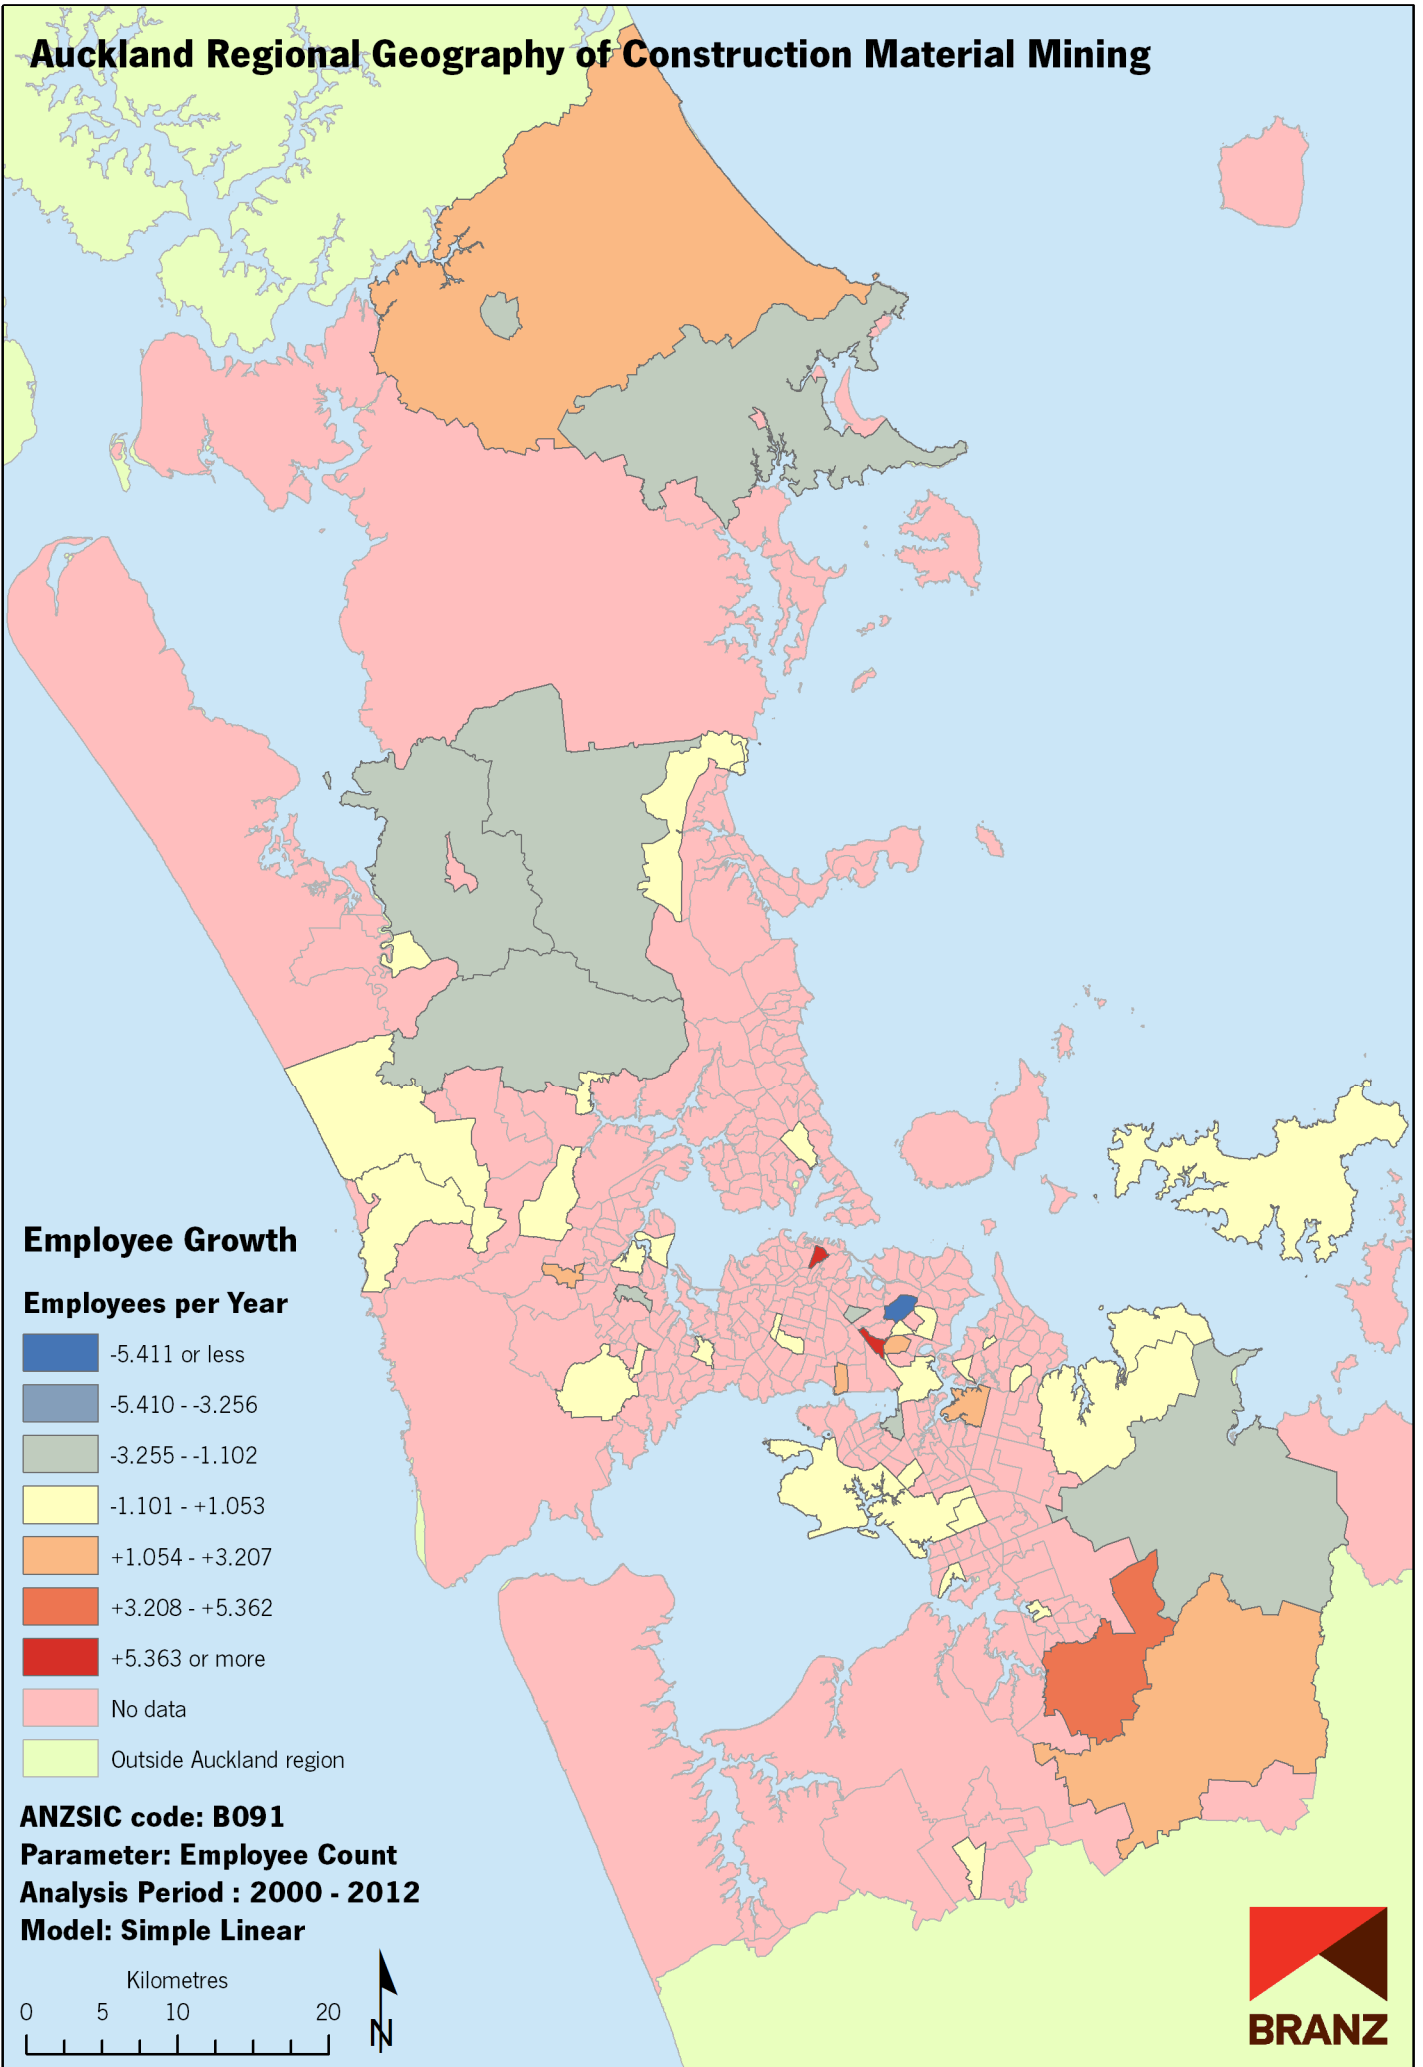 Auckland Regional Geography of Construction Material Mining
Employee Growth
Employees per Year
-5.411 or less
-5.410 - -3.256
-3.255 - -1.102
-1.101 - +1.053
+1.054 - +3.207
+3.208 - +5.362
+5.363 or more
No data
Outside Auckland region
ANZSIC code: B091
Parameter: Employee Count
Analysis Period : 2000 - 2012
Model: Simple Linear
Kilometres
0 5 10 20
N
BRANZ